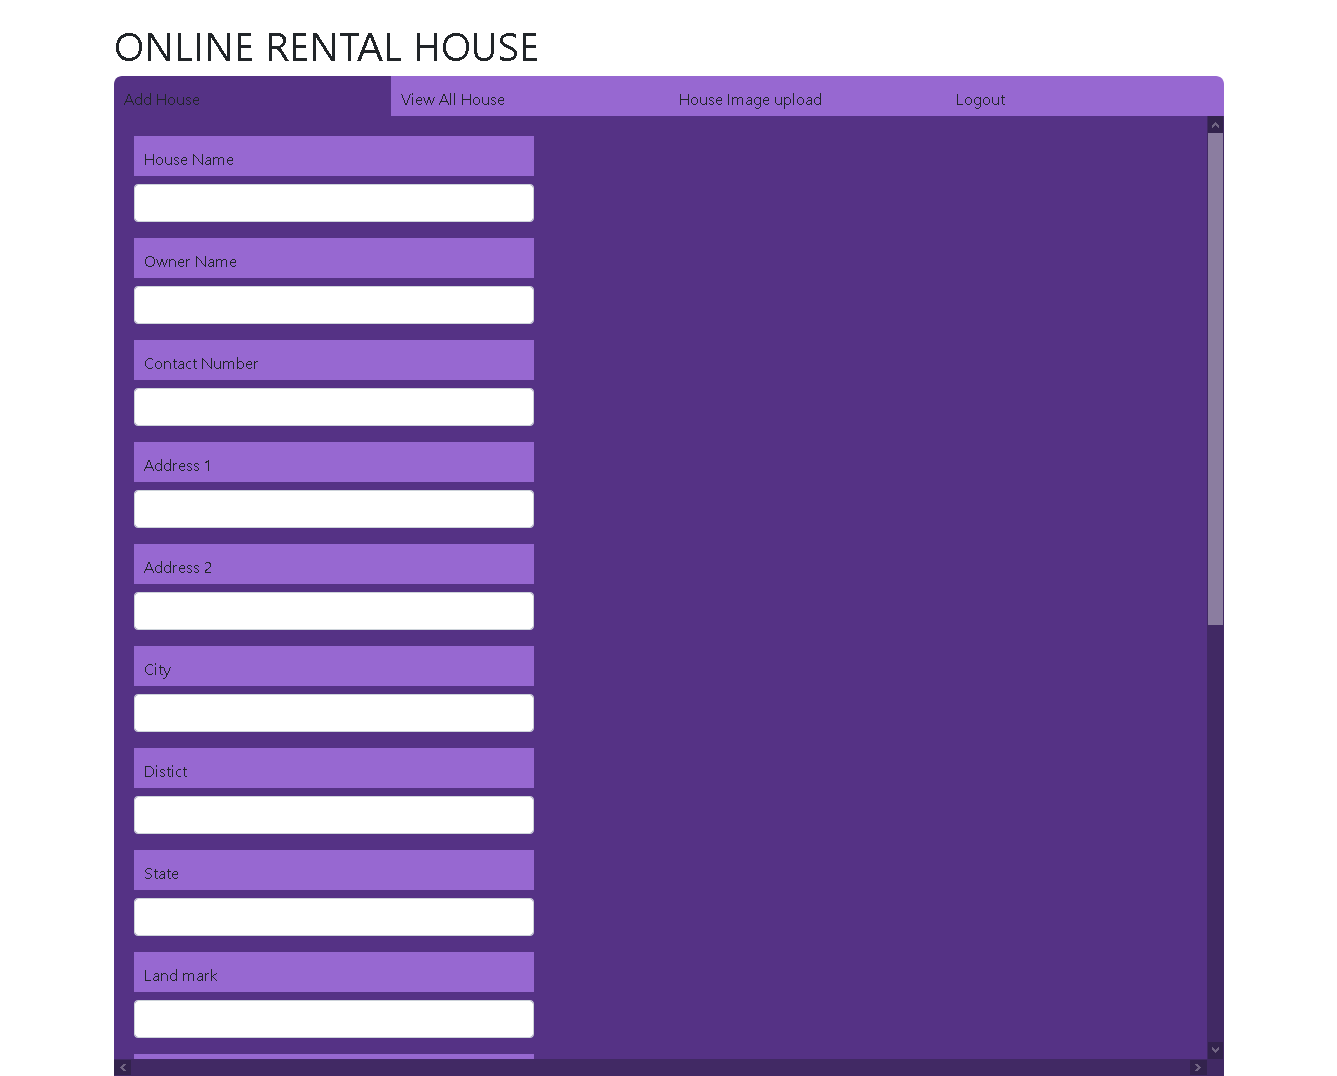 ONLINE RENTAL HOUSE
Add House View All House House Image upload Logout
House Name
Owner Name
Contact Number
Address 1
Address 2
City
Distict
State
Land mark